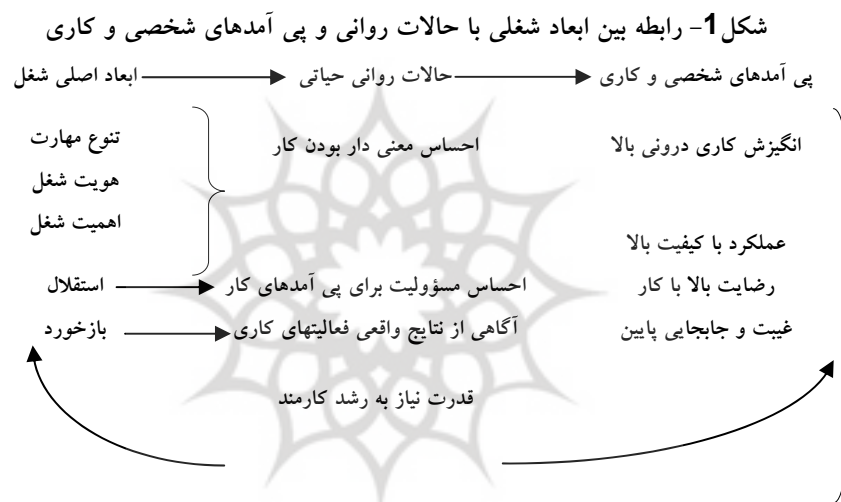 شکل1- رابطه بین ابعاد شغلی با حالات روانی و پی آمدهای شخصی و کاری
ابعاد اصلی شغل
حالات روانی حیاتی
پی آمدهای شخصی و کاری
تنوع مهارت
هویت شغل
اهمیت شغل
احساس معنی دار بودن کار
انگیزش کاری درونی بالا
عملکرد با کیفیت بالا
استقلال
احساس مسؤولیت برای پی آمدهای کار
رضایت بالا با کار
بازخورد
آگاهی از نتایج واقعی فعالیتهای کاری
غیبت و جابجایی پایین
قدرت نیاز به رشد کارمند